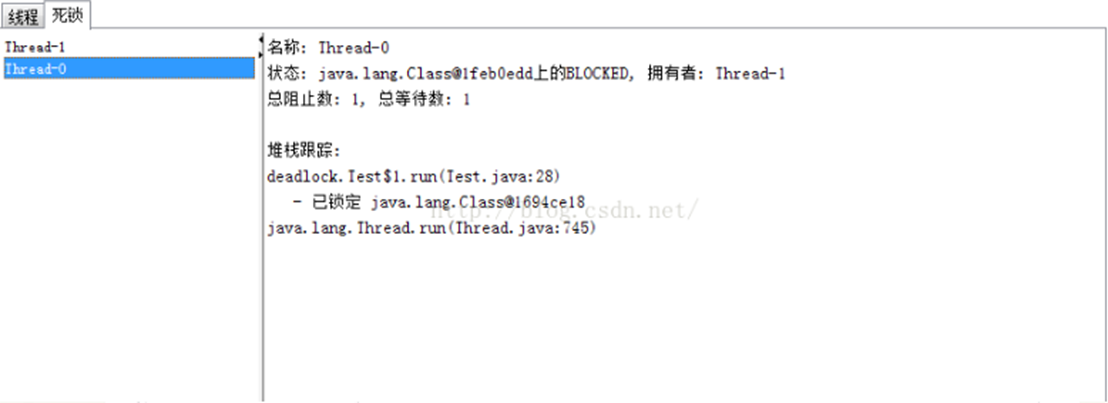 线程 死锁
Thread-1
Thread-0
名称: Thread-0
状态: java.lang.Class@1feb0edd上的BLOCKED, 拥有者: Thread-1
总阻止数: 1, 总等待数: 1
堆栈跟踪:
deadlock.Test$1.run(Test.java:28)
- 已锁定 java.lang.Class@1694ce18
http://blog.csdn.net/
java.lang.Thread.run(Thread.java:745)